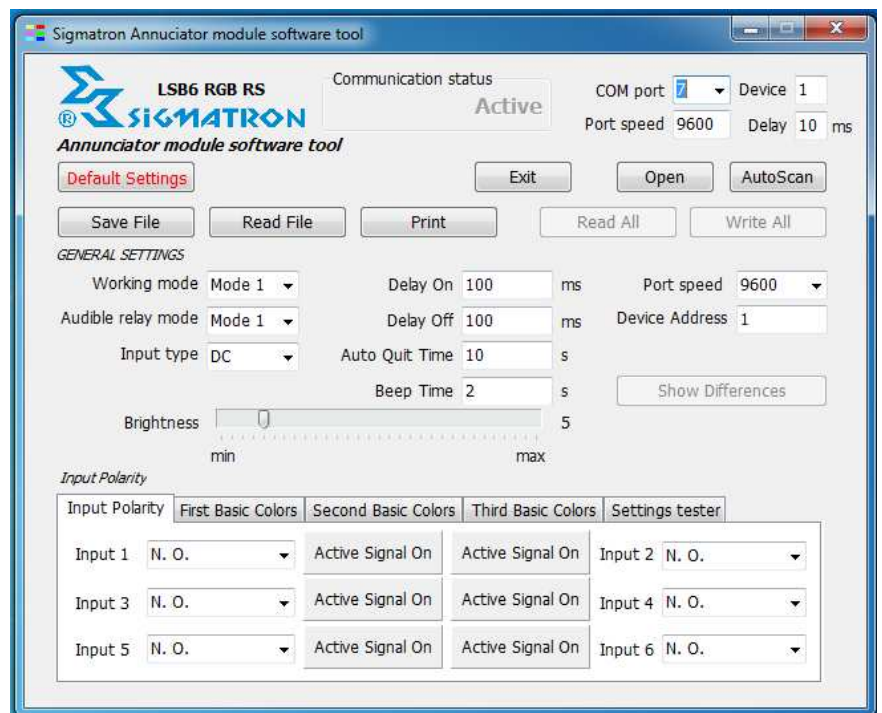 Sigmatron Annuciator module software tool
LSB6 RGB RS
® SIGMATRON
Annunciator module software tool
Communication status
Active
COM port 7 Device 1
Port speed 9600 Delay 10 ms
Default Settings Exit Open AutoScan
Save File Read File Print Read All Write All
GENERAL SETTINGS
Working mode Mode 1 Delay On 100 ms Port speed 9600
Audible relay mode Mode 1 Delay Off 100 ms Device Address 1
Input type DC Auto Quit Time 10 s
Beep Time 2 s Show Differences
Brightness 5
min max
Input Polarity
Input Polarity First Basic Colors Second Basic Colors Third Basic Colors Settings tester
Input 1 N. O. Active Signal On Active Signal On Input 2 N. O.
Input 3 N. O. Active Signal On Active Signal On Input 4 N. O.
Input 5 N. O. Active Signal On Active Signal On Input 6 N. O.